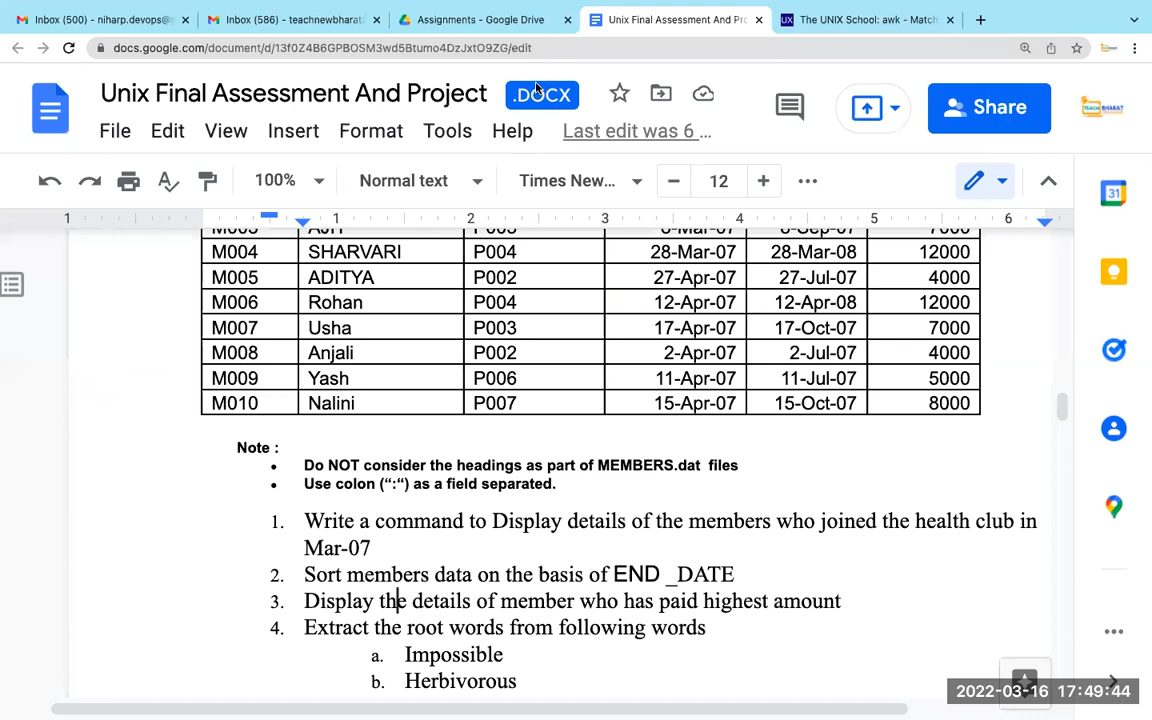 Inbox (500) - niharp.devops@g
Inbox (586) - teachnewbharat
Assignments - Google Drive
Unix Final Assessment And Pro
The UNIX School: awk - Match
docs.google.com/document/d/13f0Z4B6GPBOSM3wd5Btumo4DzJxtO9ZG/edit
Unix Final Assessment And Project .DOCX
Share
File Edit View Insert Format Tools Help Last edit was 6 ...
100% Normal text Times New... 12
1 1 2 3 4 5 6
M004 SHARVARI P004 28-Mar-07 28-Mar-08 12000
M005 ADITYA P002 27-Apr-07 27-Jul-07 4000
M006 Rohan P004 12-Apr-07 12-Apr-08 12000
M007 Usha P003 17-Apr-07 17-Oct-07 7000
M008 Anjali P002 2-Apr-07 2-Jul-07 4000
M009 Yash P006 11-Apr-07 11-Jul-07 5000
M010 Nalini P007 15-Apr-07 15-Oct-07 8000
Note :
• Do NOT consider the headings as part of MEMBERS.dat files
• Use colon (“:“) as a field separated.
1. Write a command to Display details of the members who joined the health club in
Mar-07
2. Sort members data on the basis of END _DATE
3. Display the details of member who has paid highest amount
4. Extract the root words from following words
a. Impossible
b. Herbivorous
31
2022-03-16 17:49:44